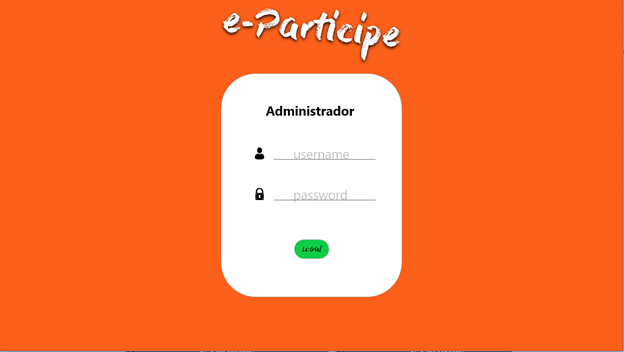 e-Participe
Administrador
username
password
LOGIN